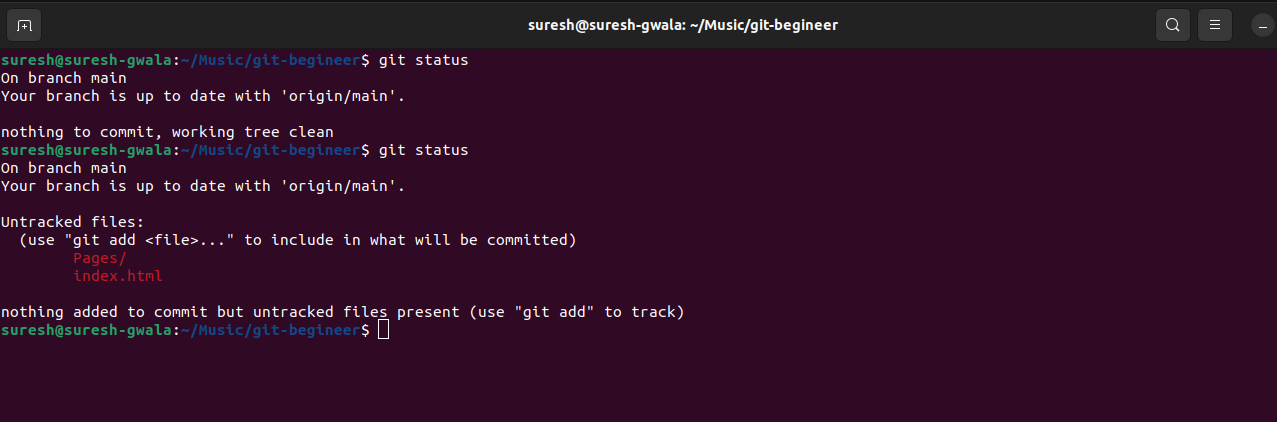 suresh@suresh-gwala: ~/Music/git-begineer
suresh@suresh-gwala:~/Music/git-begineer$ git status
On branch main
Your branch is up to date with 'origin/main'.
nothing to commit, working tree clean
suresh@suresh-gwala:~/Music/git-begineer$ git status
On branch main
Your branch is up to date with 'origin/main'.
Untracked files:
  (use "git add <file>..." to include in what will be committed)
        Pages/
        index.html
nothing added to commit but untracked files present (use "git add" to track)
suresh@suresh-gwala:~/Music/git-begineer$